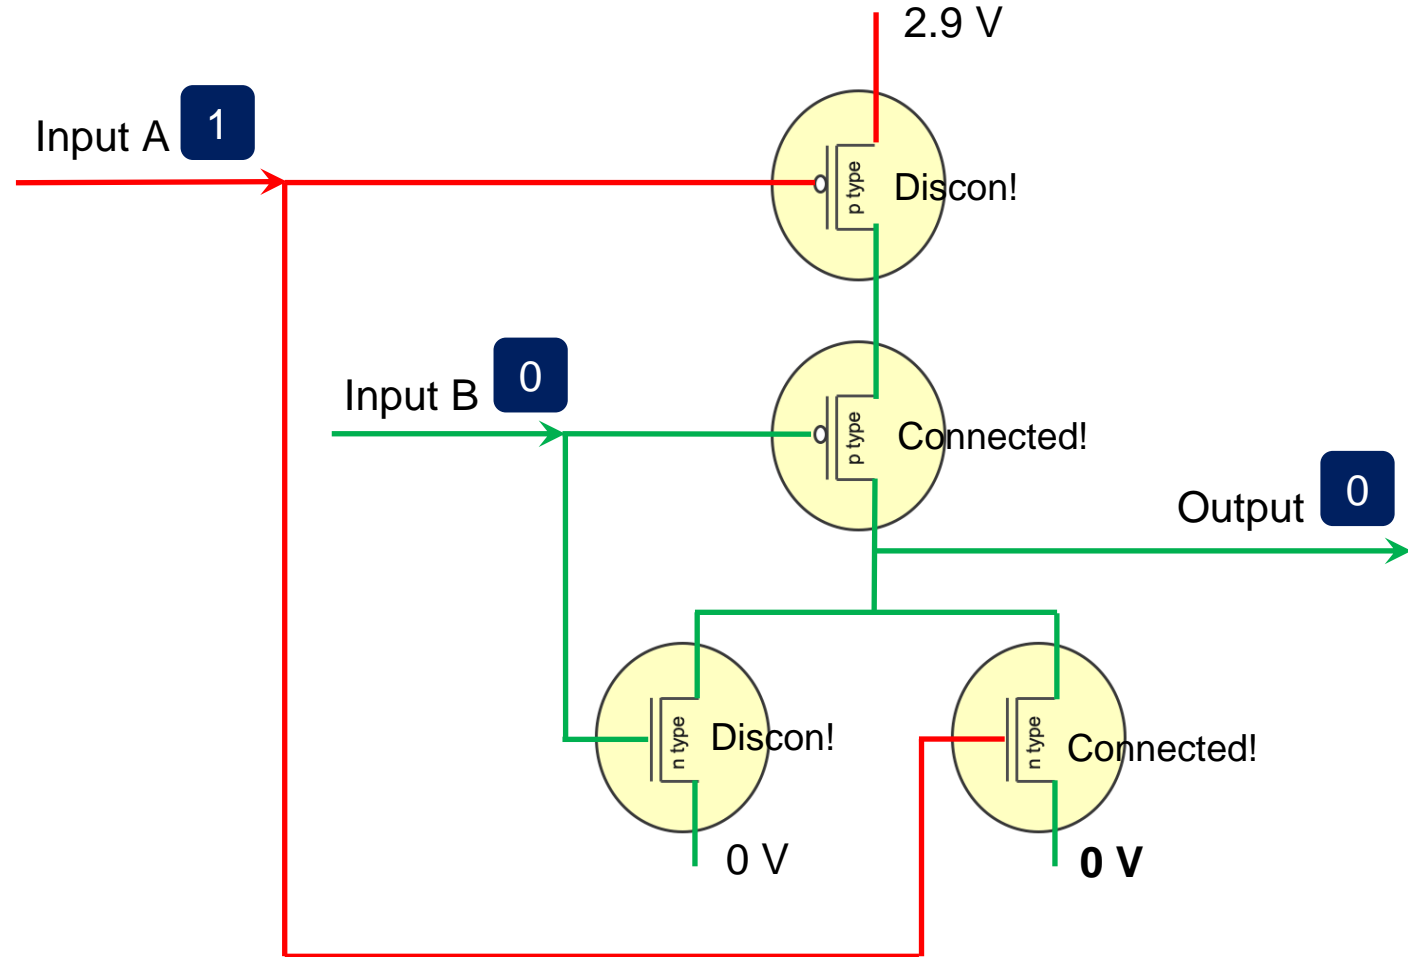 2.9 V
Input A 1
p type
Discon!
Input B 0
p type
Connected!
Output 0
n type
Discon!
n type
Connected!
0 V
0 V